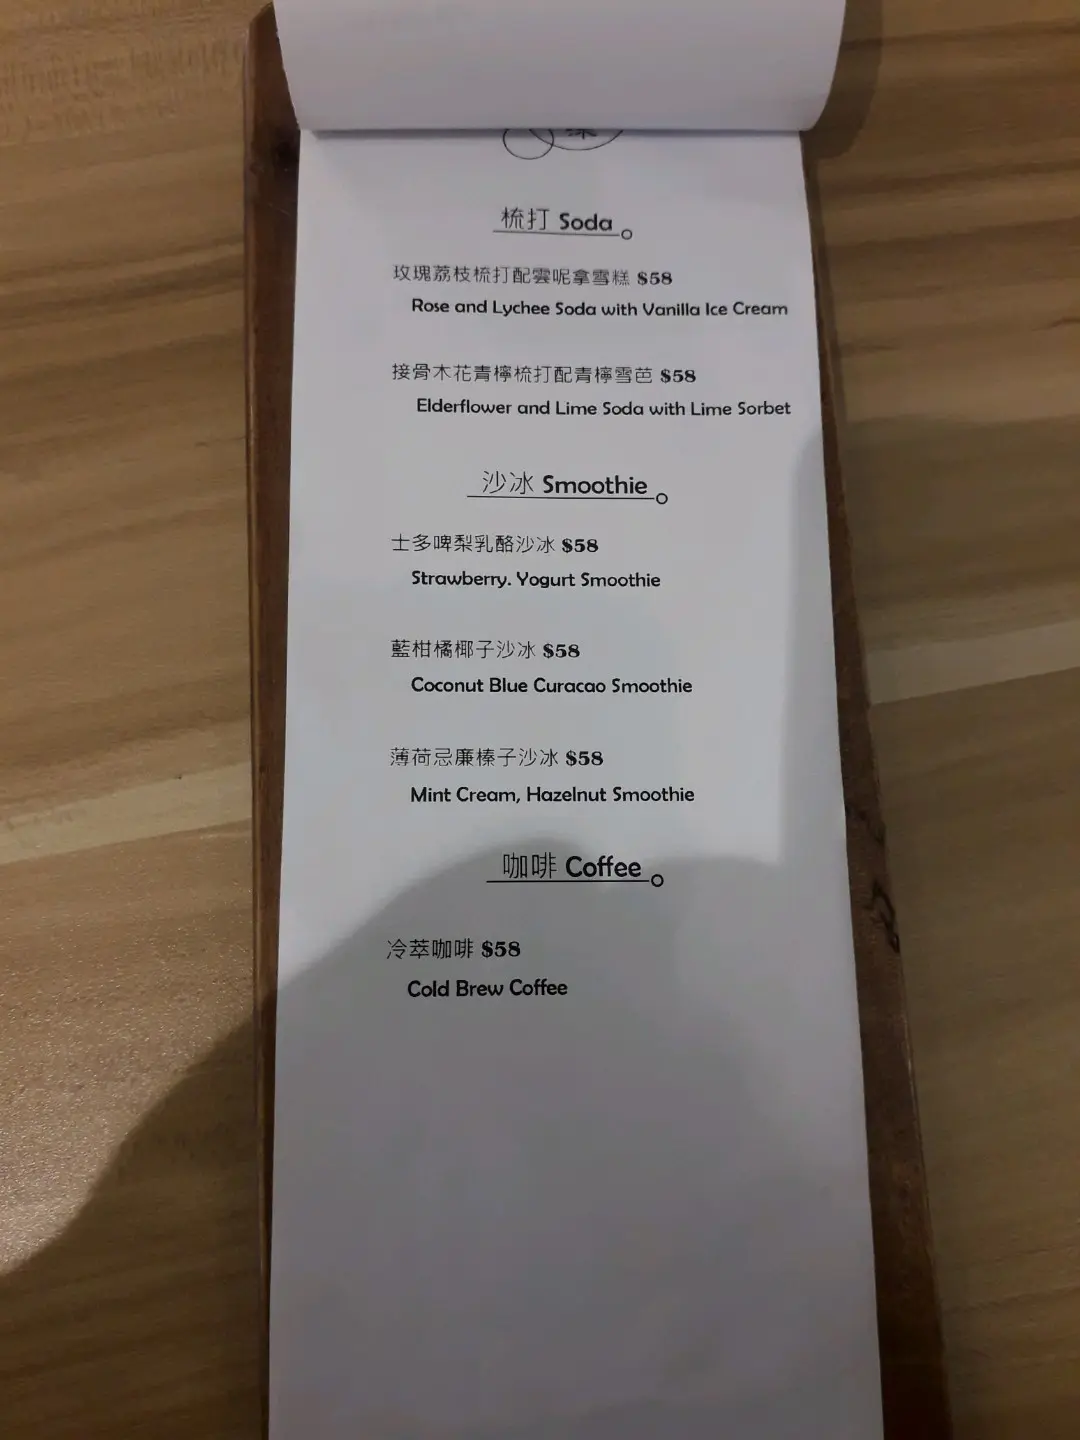 梳打 Soda
玫瑰荔枝梳打配雲呢拿雪糕 $58
Rose and Lychee Soda with Vanilla Ice Cream
接骨木花青檸梳打配青檸雪芭 $58
Elderflower and Lime Soda with Lime Sorbet
沙冰 Smoothie
士多啤梨乳酪沙冰 $58
Strawberry. Yogurt Smoothie
藍柑橘椰子沙冰 $58
Coconut Blue Curacao Smoothie
薄荷忌廉榛子沙冰 $58
Mint Cream, Hazelnut Smoothie
咖啡 Coffee
冷萃咖啡 $58
Cold Brew Coffee